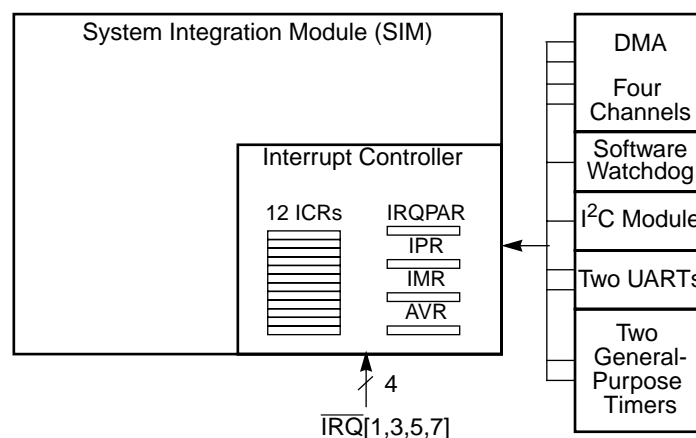 System Integration Module (SIM)
Interrupt Controller
12 ICRs
IRQPAR
IPR
IMR
AVR
4
IRQ[1,3,5,7]
DMA
Four
Channels
Software
Watchdog
I²C Module
Two UARTs
Two
General-
Purpose
Timers